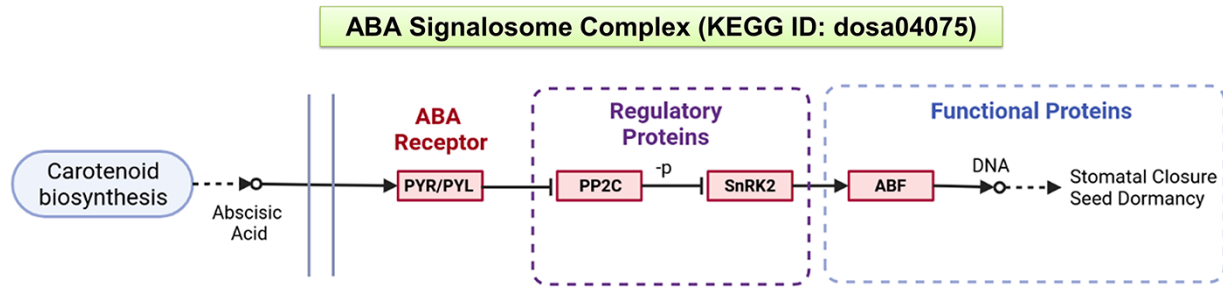 ABA Signalosome Complex (KEGG ID: dosa04075)
Carotenoid
biosynthesis
Abscisic
Acid
ABA
Receptor
PYR/PYL
Regulatory
Proteins
PP2C
-p
SnRK2
Functional Proteins
ABF
DNA
Stomatal Closure
Seed Dormancy